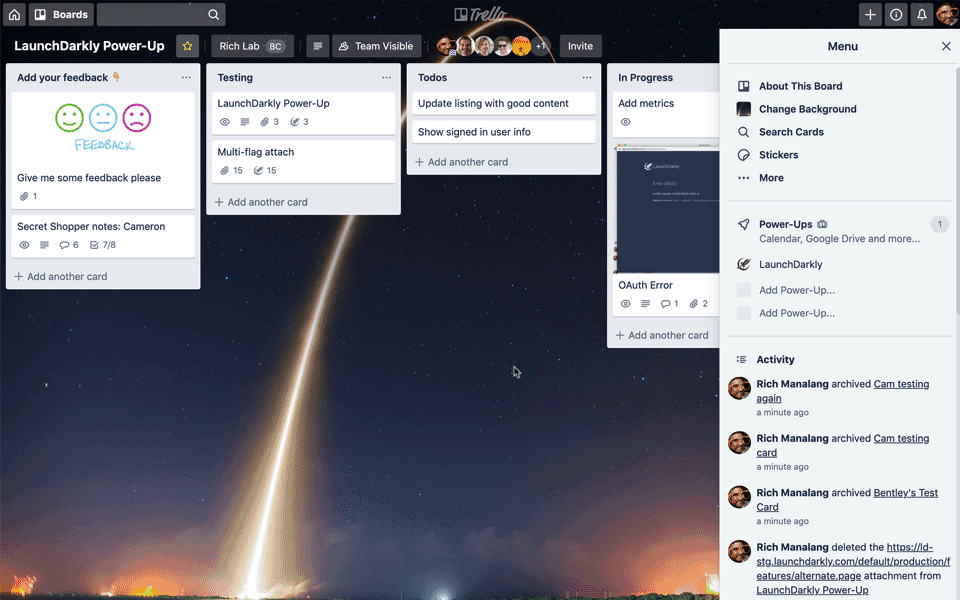 Boards
Trello
LaunchDarkly Power-Up
Rich Lab BC
Team Visible
+1
Invite
Add your feedback
FEEDBACK
Give me some feedback please
1
Secret Shopper notes: Cameron
6 7/8
+ Add another card
Testing
LaunchDarkly Power-Up
3 3
Multi-flag attach
15 15
+ Add another card
Todos
Update listing with good content
Show signed in user info
+ Add another card
In Progress
Add metrics
LaunchDarkly
OAuth Error
1 2
+ Add another card
Menu
About This Board
Change Background
Search Cards
Stickers
More
Power-Ups
1
Calendar, Google Drive and more...
LaunchDarkly
Add Power-Up...
Add Power-Up...
Activity
Rich Manalang archived Cam testing
again
a minute ago
Rich Manalang archived Cam testing
card
a minute ago
Rich Manalang archived Bentley's Test
Card
a minute ago
Rich Manalang deleted the https://ld-
stg.launchdarkly.com/default/production/f
eatures/alternate.page attachment from
LaunchDarkly Power-Up